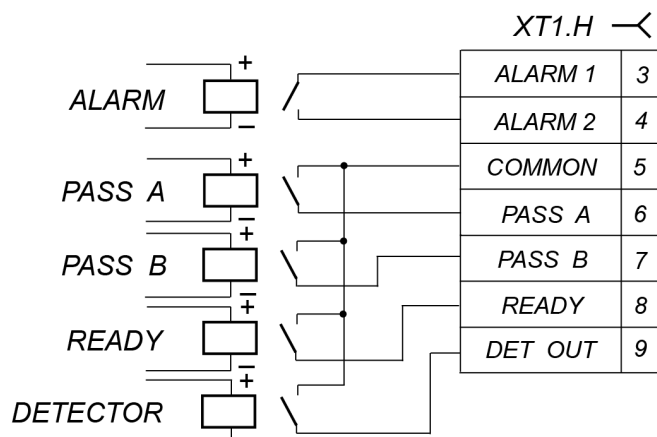 XT1.H
ALARM 1 3
ALARM + −
ALARM 2 4
COMMON 5
PASS A + −
PASS A 6
PASS B + −
PASS B 7
READY + −
READY 8
DET OUT 9
DETECTOR +